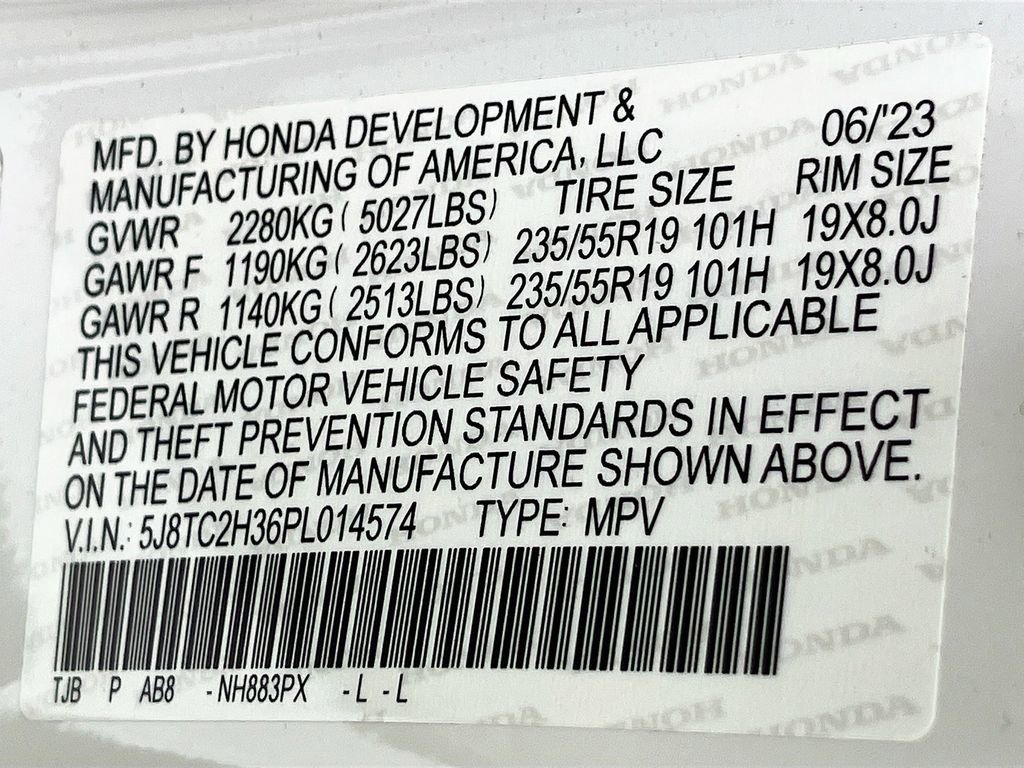 MFD. BY HONDA DEVELOPMENT &
MANUFACTURING OF AMERICA, LLC 06/'23
GVWR 2280KG ( 5027LBS) TIRE SIZE RIM SIZE
GAWR F 1190KG ( 2623LBS) 235/55R19 101H 19X8.0J
GAWR R 1140KG ( 2513LBS) 235/55R19 101H 19X8.0J
THIS VEHICLE CONFORMS TO ALL APPLICABLE
FEDERAL MOTOR VEHICLE SAFETY
AND THEFT PREVENTION STANDARDS IN EFFECT
ON THE DATE OF MANUFACTURE SHOWN ABOVE.
V.I.N.: 5J8TC2H36PL014574 TYPE: MPV
TJB P AB8 -NH883PX -L -L